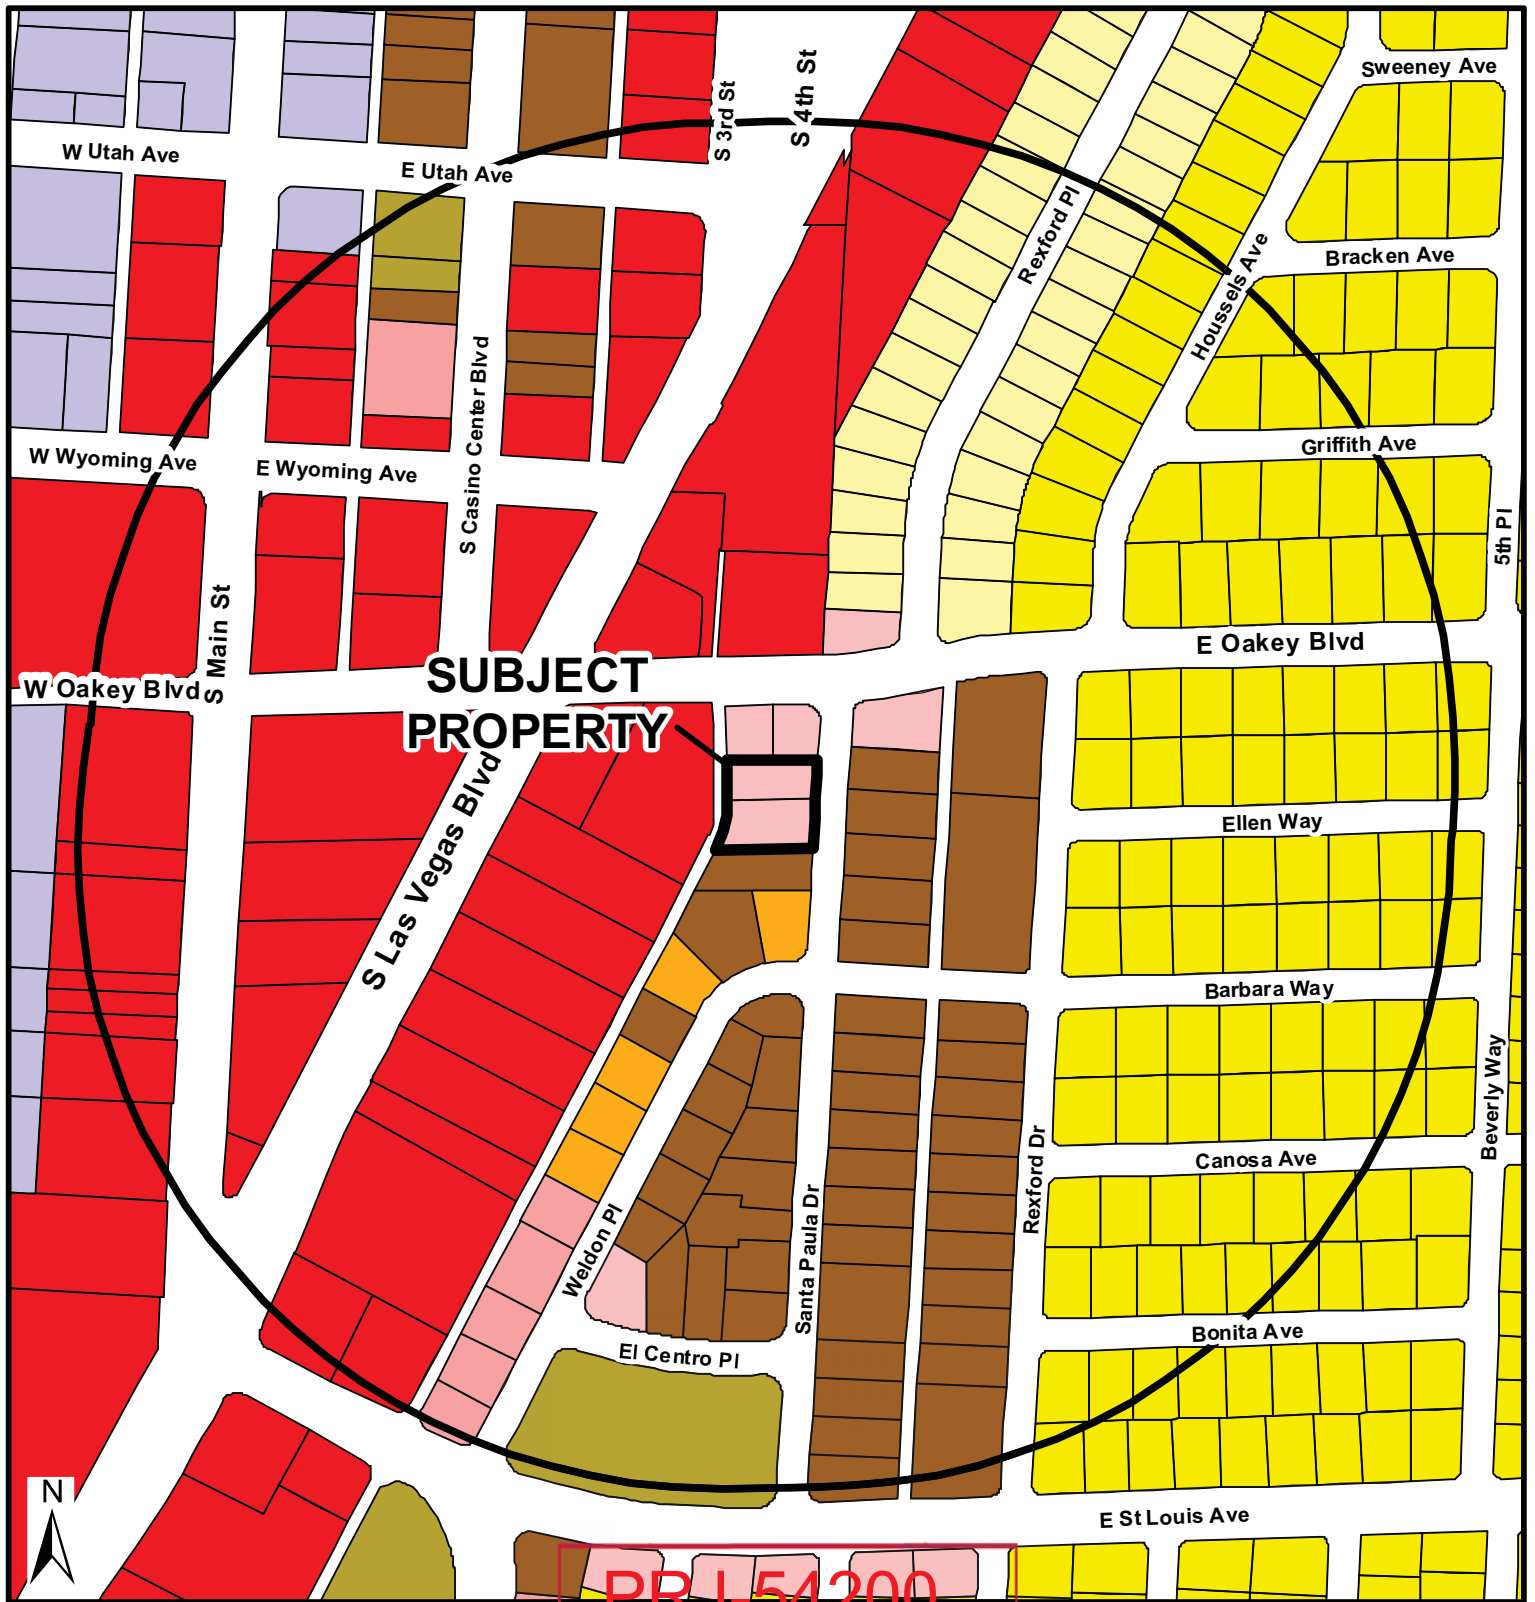 Sweeney Ave
S 4th St
S 3rd St
W Utah Ave
E Utah Ave
Rexford Pl
Houssels Ave
Bracken Ave
S Casino Center Blvd
Griffith Ave
W Wyoming Ave
E Wyoming Ave
5th Pl
S Main St
E Oakey Blvd
W Oakey Blvd
SUBJECT
PROPERTY
S Las Vegas Blvd
Ellen Way
Barbara Way
Beverly Way
Canosa Ave
Rexford Dr
Santa Paula Dr
Weldon Pl
Bonita Ave
El Centro Pl
N
E St Louis Ave
PRJ-54200